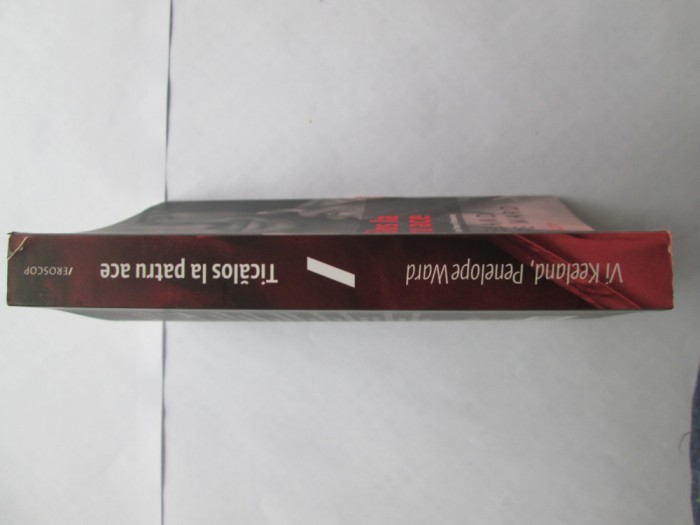 Vi Keeland, Penelope Ward
Ticălos la patru ace
/EROSCOP